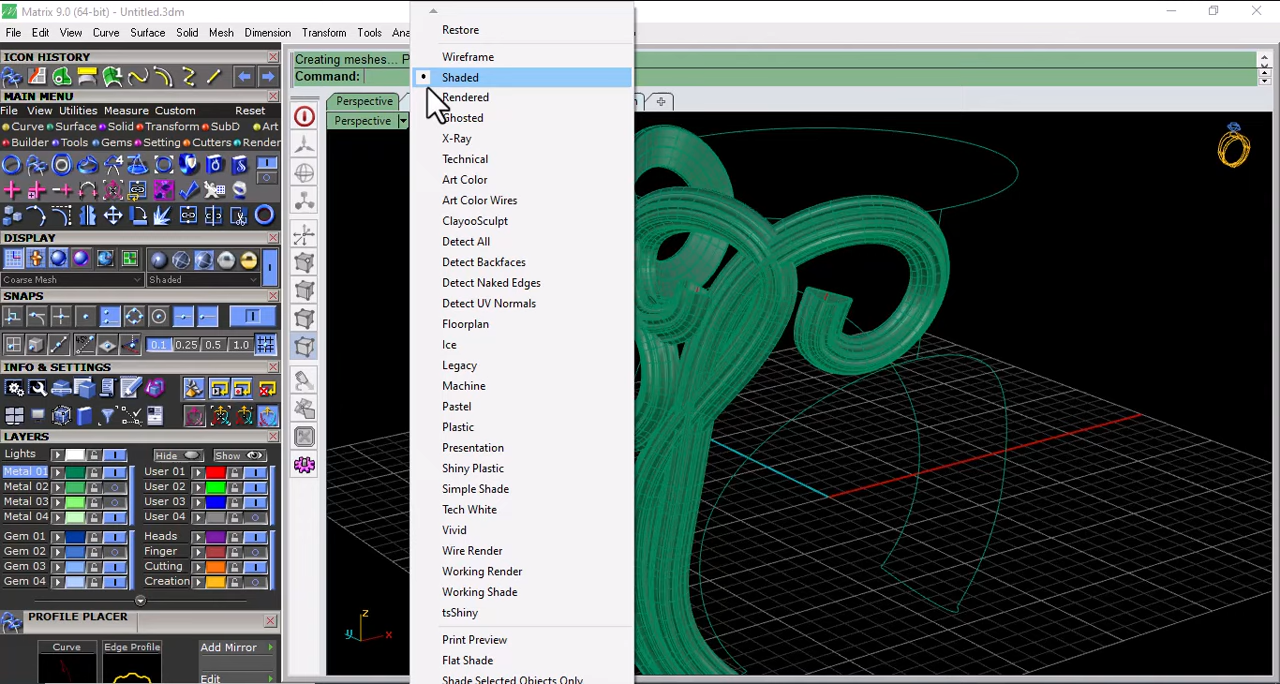 Matrix 9.0 (64-bit) - Untitled.3dm
File Edit View Curve Surface Solid Mesh Dimension Transform Tools
ICON HISTORY
MAIN MENU
File View Utilities Measure Custom Reset
Curve Surface Solid Transform SubD Art
Builder Tools Gems Setting Cutters Render
DISPLAY
Coarse Mesh Shaded
SNAPS
0.1 0.25 0.5 1.0
INFO & SETTINGS
LAYERS
Lights Hide Show
Metal 01 User 01
Metal 02 User 02
Metal 03 User 03
Metal 04 User 04
Gem 01 Heads
Gem 02 Finger
Gem 03 Cutting
Gem 04 Creation
PROFILE PLACER
Curve Edge Profile Add Mirror
Edit
Creating meshes...
Command:
Perspective
Perspective
Restore
Wireframe
Shaded
Rendered
Ghosted
X-Ray
Technical
Art Color
Art Color Wires
ClayooSculpt
Detect All
Detect Backfaces
Detect Naked Edges
Detect UV Normals
Floorplan
Ice
Legacy
Machine
Pastel
Plastic
Presentation
Shiny Plastic
Simple Shade
Tech White
Vivid
Wire Render
Working Render
Working Shade
tsShiny
Print Preview
Flat Shade
Shade Selected Objects Only
z
y x